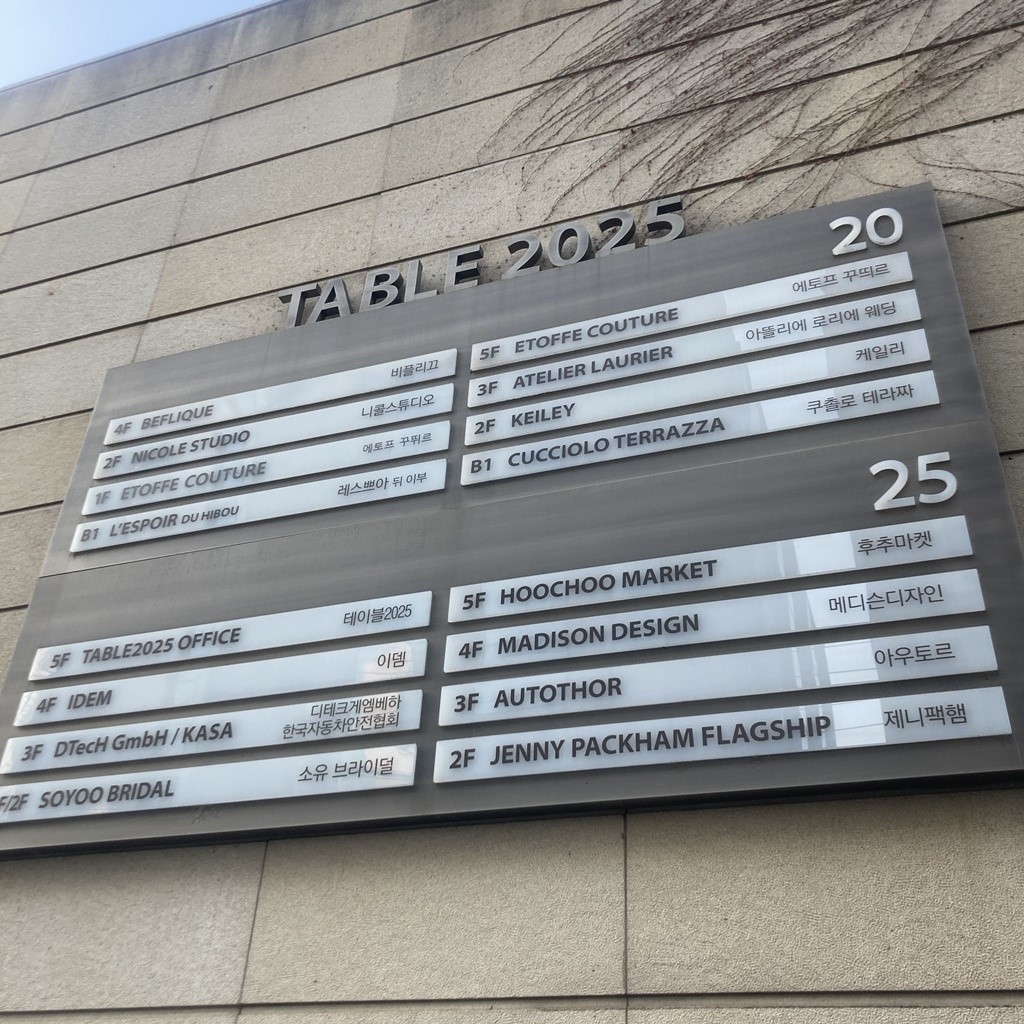 TABLE 2025
20
4F BEFLIQUE 비플리끄
2F NICOLE STUDIO 니콜스튜디오
1F ETOFFE COUTURE 에토프 꾸뛰르
B1 L'ESPOIR DU HIBOU 레스쁘아 뒤 이부
5F ETOFFE COUTURE 에토프 꾸띄르
3F ATELIER LAURIER 아뜰리에 로리에 웨딩
2F KEILEY 케일리
B1 CUCCIOLO TERRAZZA 쿠촐로 테라짜
25
5F TABLE2025 OFFICE 테이블2025
4F IDEM 이뎀
3F DTecH GmbH / KASA 디테크게엠베하
한국자동차안전협회
F/2F SOYOO BRIDAL 소유 브라이덜
5F HOOCHOO MARKET 후추마켓
4F MADISON DESIGN 메디슨디자인
3F AUTOTHOR 아우토르
2F JENNY PACKHAM FLAGSHIP 제니팩햄